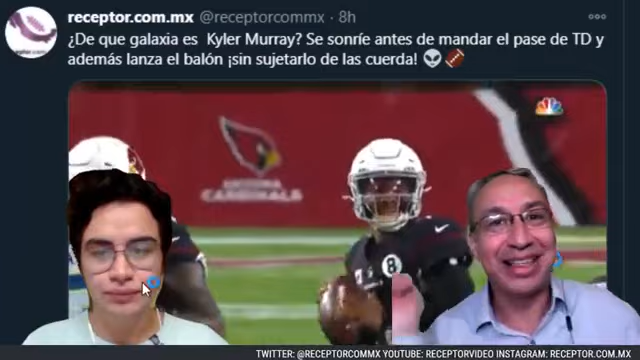 receptor.com.mx @receptorcommx · 8h
¿De que galaxia es Kyler Murray? Se sonríe antes de mandar el pase de TD y
además lanza el balón ¡sin sujetarlo de las cuerda! 👽🏈
ARIZONA
CARDINALS
8
TWITTER: @RECEPTORCOMMX YOUTUBE: RECEPTORVIDEO INSTAGRAM: RECEPTOR.COM.MX